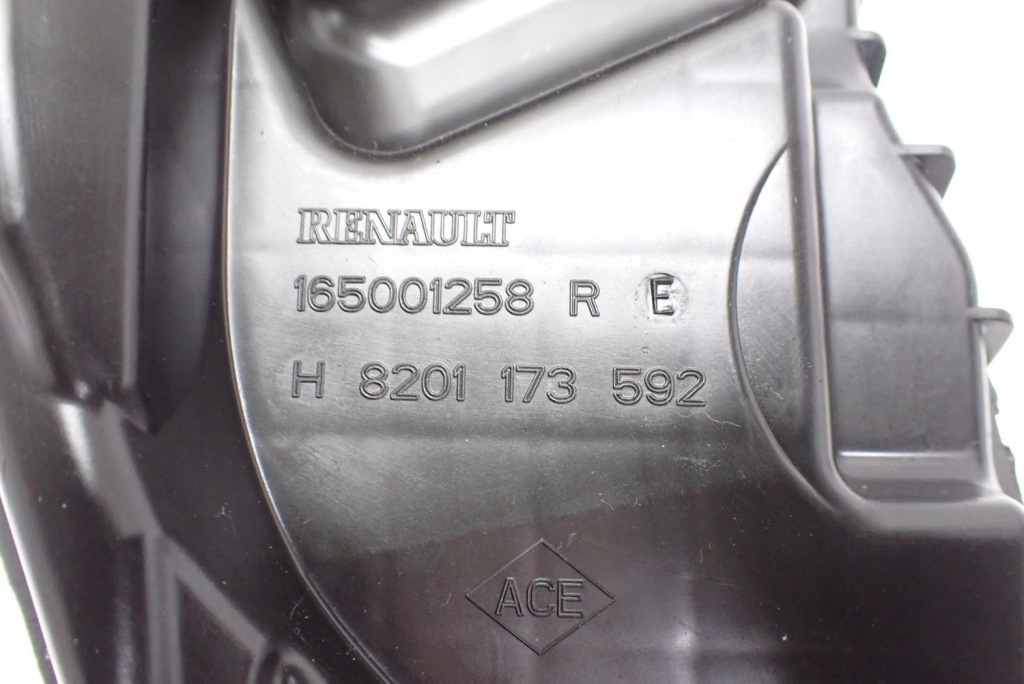 RENAULT
165001258 R E
H 8201 173 592
ACE